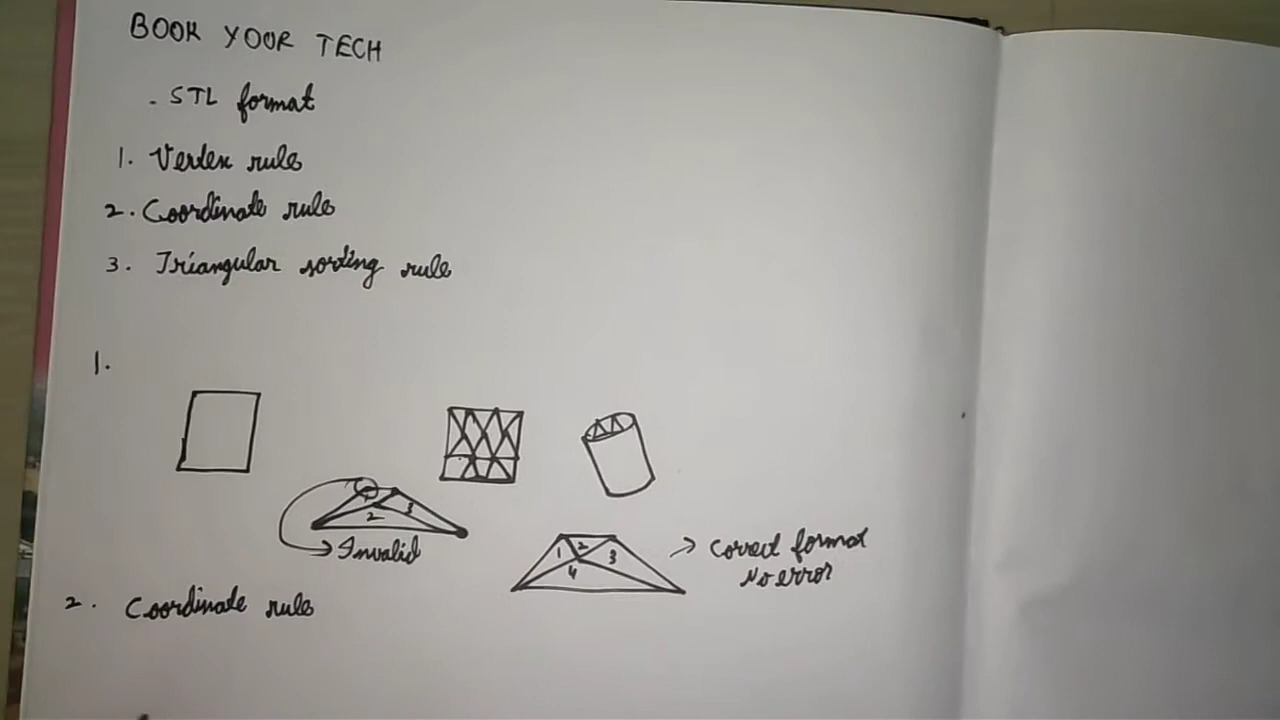 BOOK YOUR TECH
. STL format
1. Vertex rule
2. Coordinate rule
3. Triangular sorting rule
1.
2 3
→ Invalid
1 2 3
4
→ Correct format
No error
2. Coordinate rule